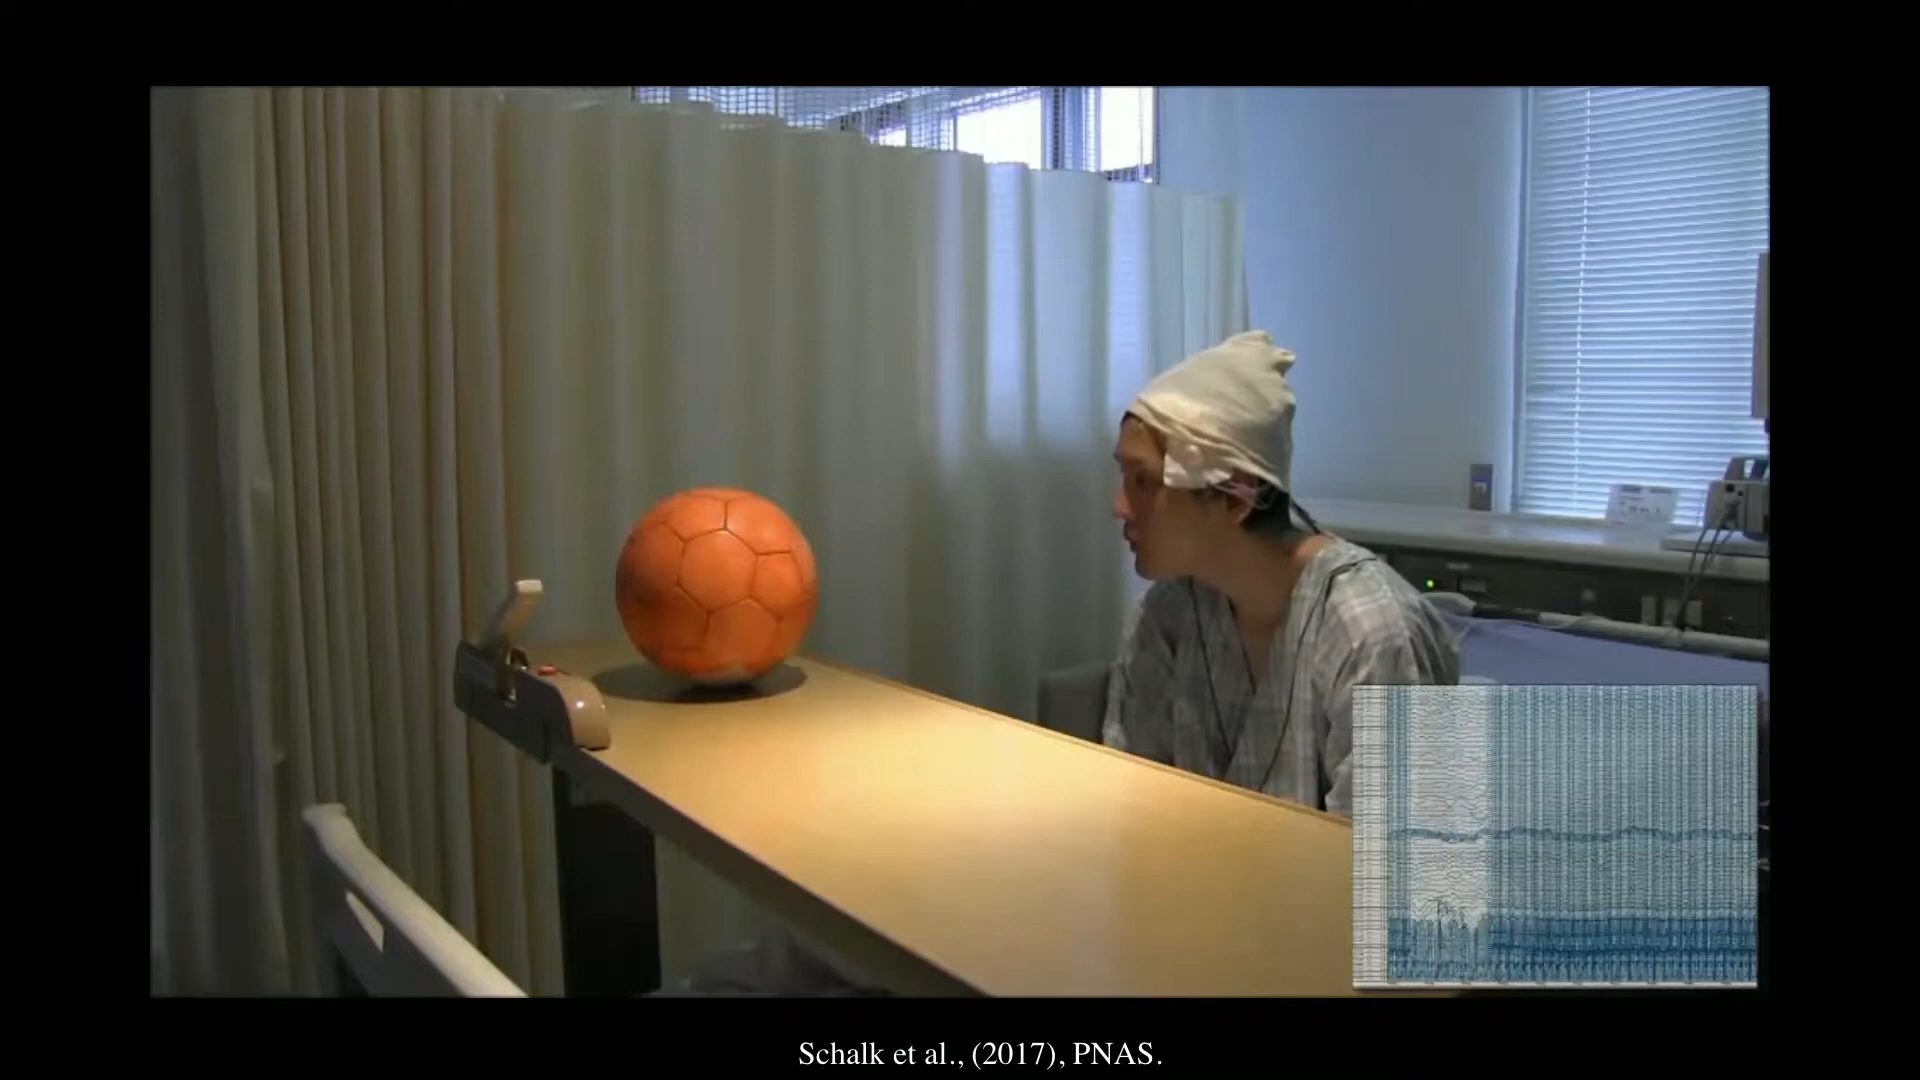 Schalk et al., (2017), PNAS.